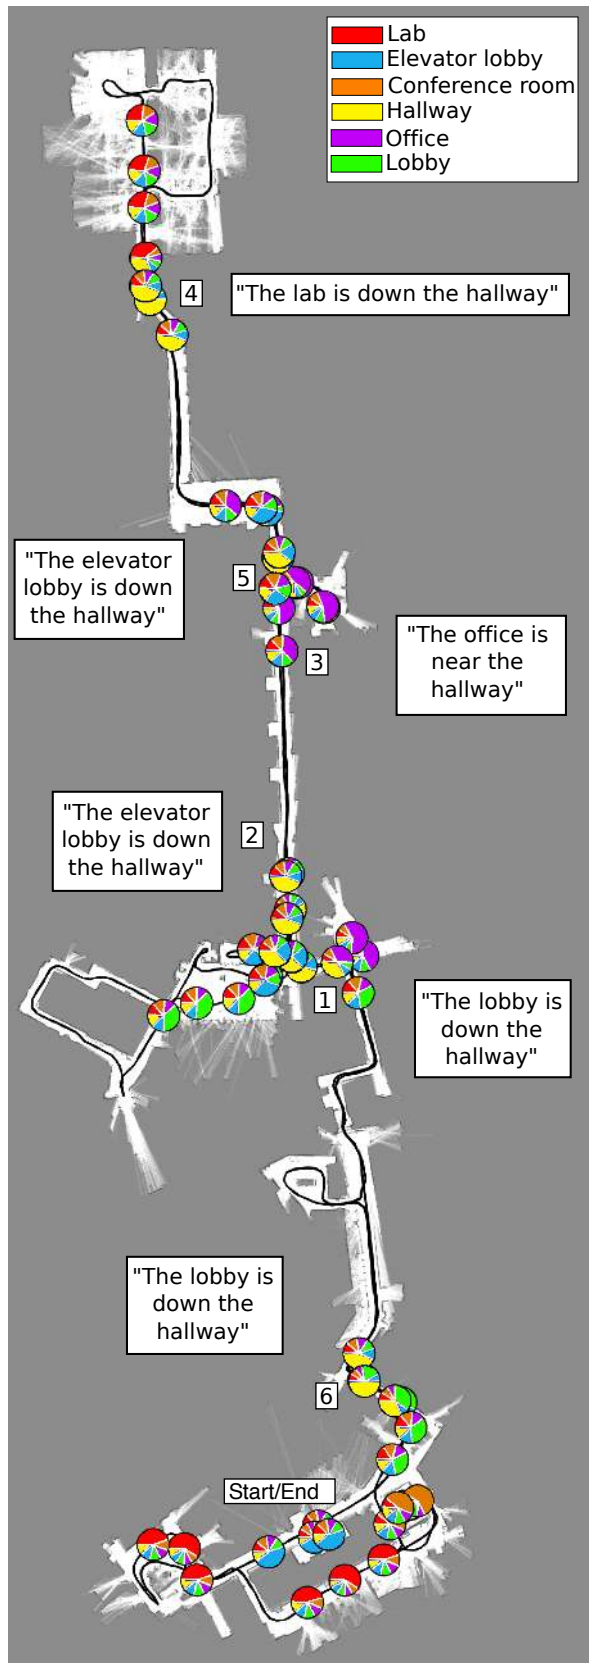 Lab
Elevator lobby
Conference room
Hallway
Office
Lobby
4
"The lab is down the hallway"
"The elevator
lobby is down
the hallway"
5
"The office is
near the
hallway"
3
"The elevator
lobby is down
the hallway"
2
1
"The lobby is
down the
hallway"
"The lobby is
down the
hallway"
6
Start/End